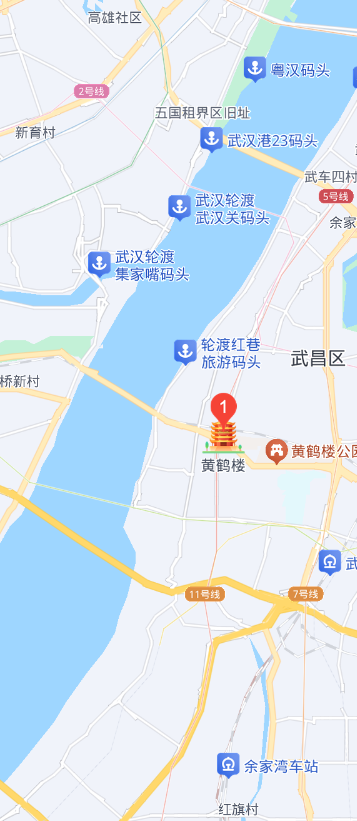 高雄社区
粤汉码头
2号线
五国租界区旧址
新育村
武汉港23码头
武车四村
5号线
武汉轮渡
武汉关码头
余家
武汉轮渡
集家嘴码头
轮渡红巷
旅游码头
武昌区
桥新村
1
黄鹤楼公园
黄鹤楼
武
11号线
7号线
余家湾车站
红旗村